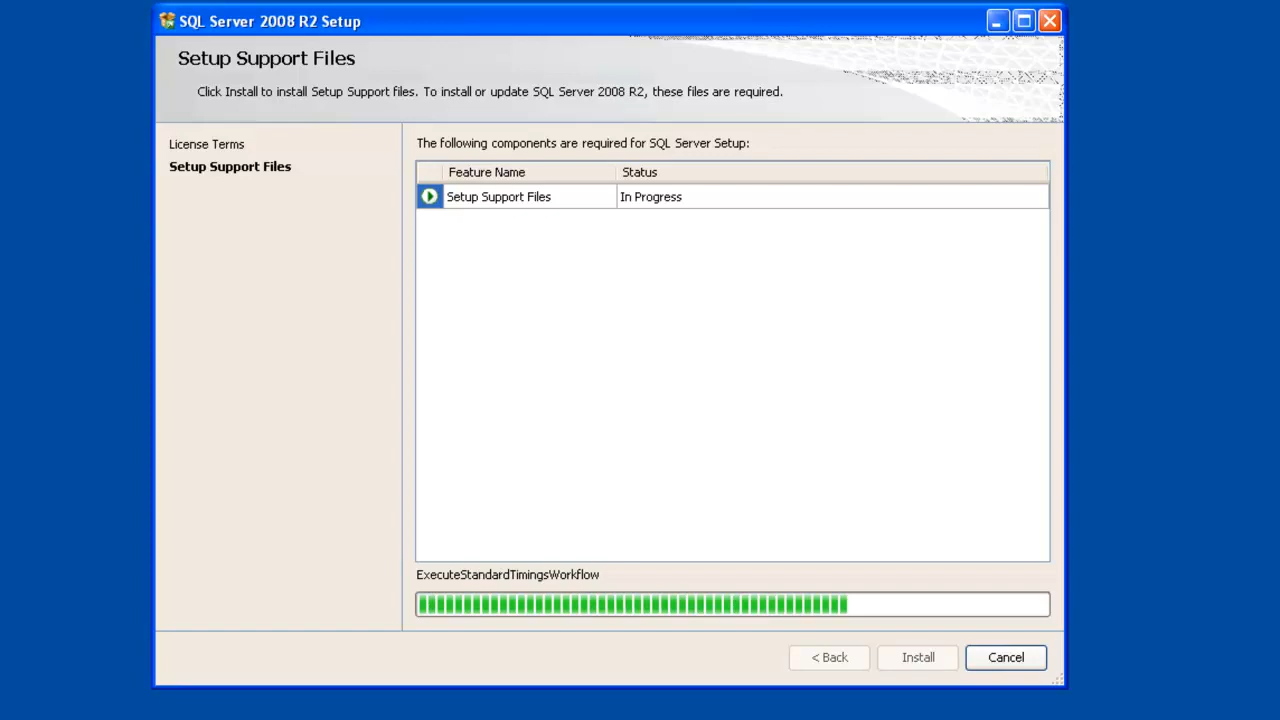 SQL Server 2008 R2 Setup
Setup Support Files
Click Install to install Setup Support files. To install or update SQL Server 2008 R2, these files are required.
License Terms
Setup Support Files
The following components are required for SQL Server Setup:
Feature Name Status
Setup Support Files In Progress
ExecuteStandardTimingsWorkflow
< Back Install Cancel